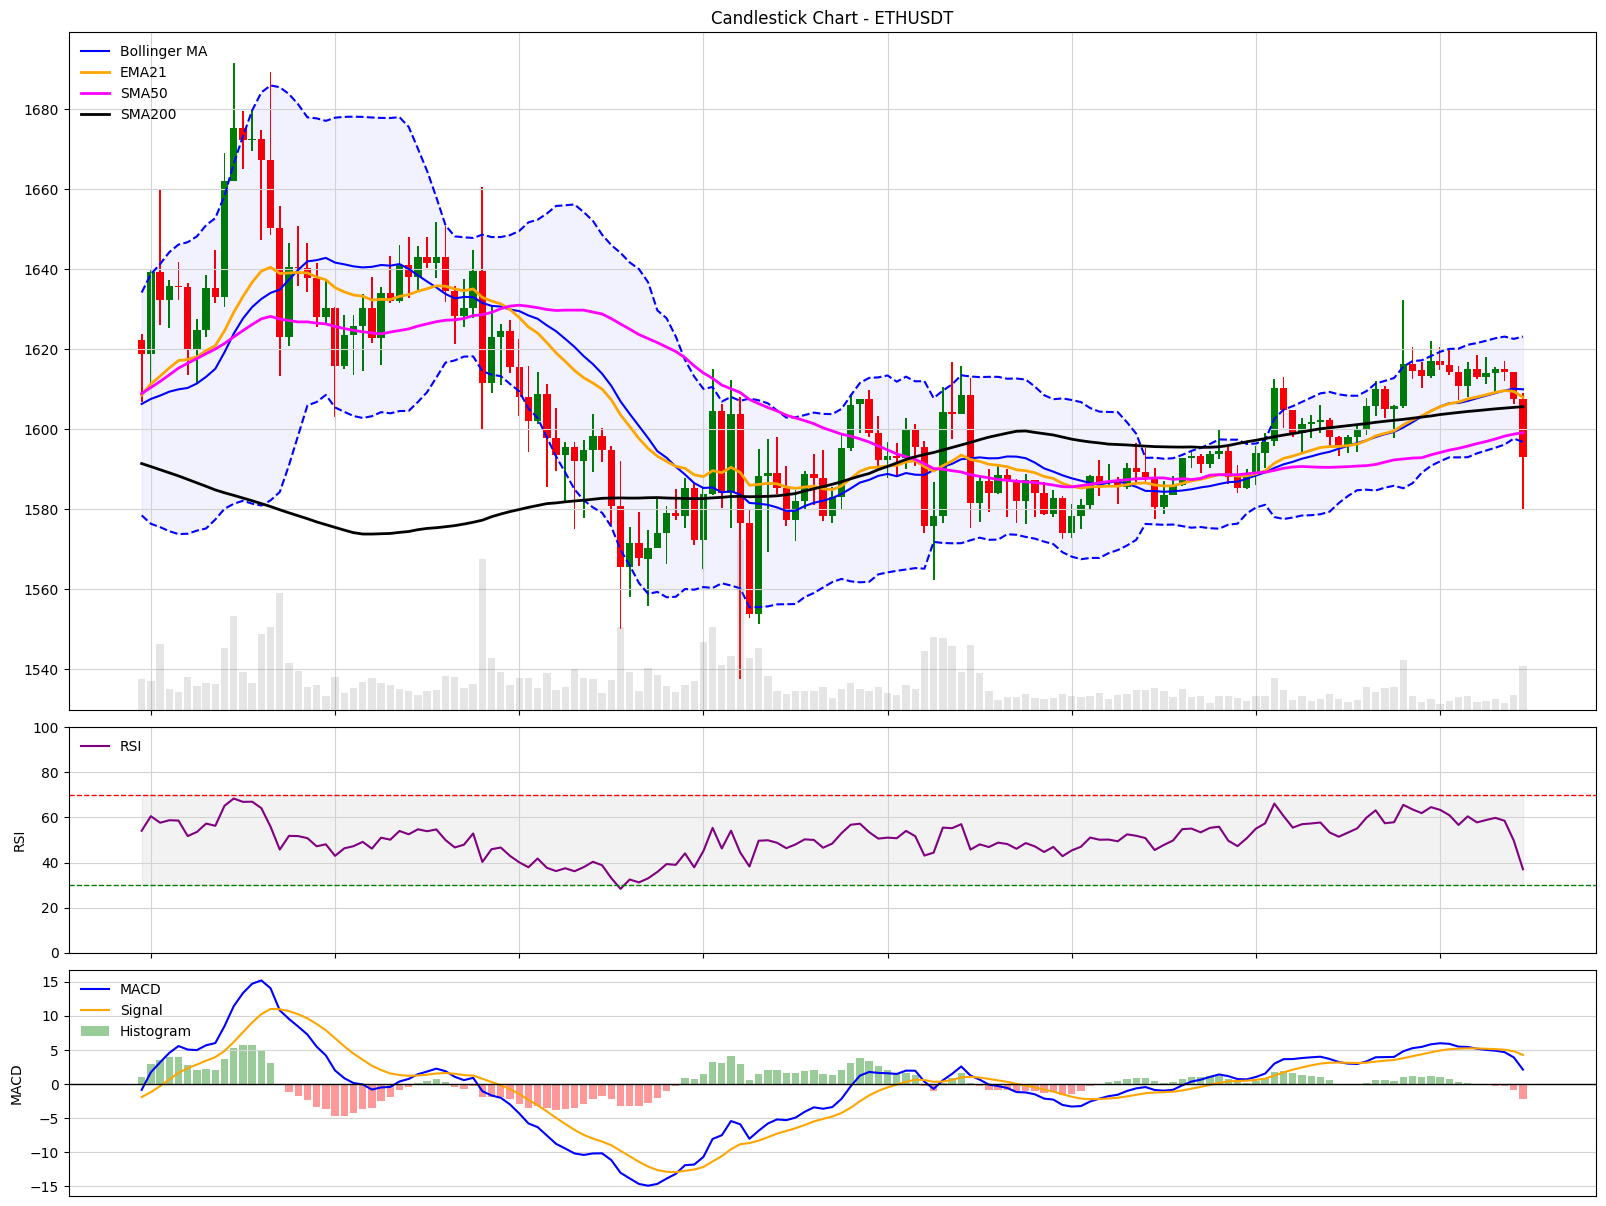 Candlestick Chart - ETHUSDT
Bollinger MA
EMA21
SMA50
SMA200
1680
1660
1640
1620
1600
1580
1560
1540
RSI
100
80
60
40
20
0
RSI
MACD
Signal
Histogram
15
10
5
0
−5
−10
−15
MACD